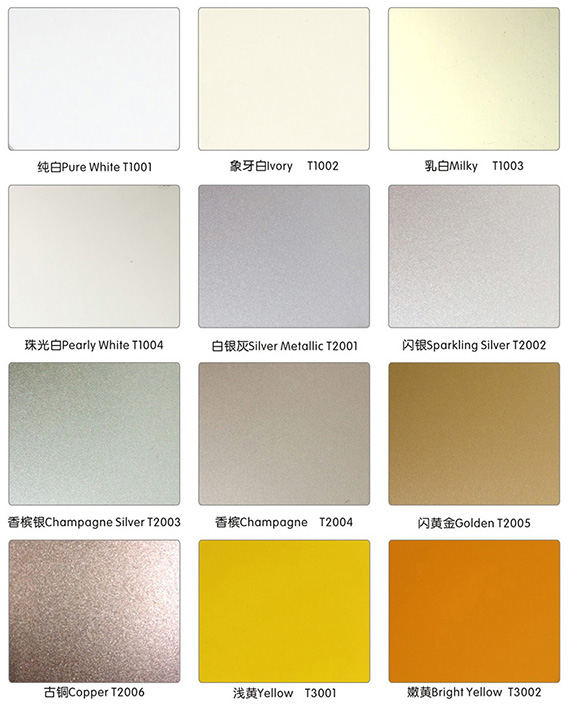 纯白Pure White T1001
象牙白Ivory T1002
乳白Milky T1003
珠光白Pearly White T1004
白银灰Silver Metallic T2001
闪银Sparkling Silver T2002
香槟银Champagne Silver T2003
香槟Champagne T2004
闪黄金Golden T2005
古铜Copper T2006
浅黄Yellow T3001
嫩黄Bright Yellow T3002